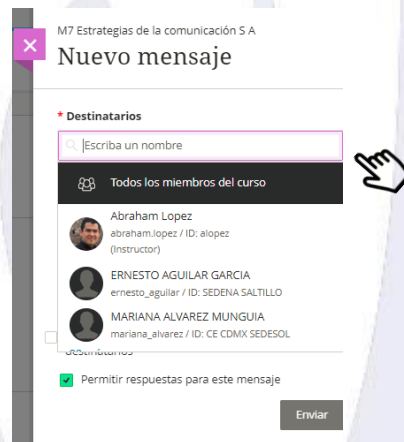 M7 Estrategias de la comunicación S A
Nuevo mensaje
* Destinatarios
Escriba un nombre
Todos los miembros del curso
Abraham Lopez
abraham.lopez / ID: alopez
(Instructor)
ERNESTO AGUILAR GARCIA
ernesto_aguilar / ID: SEDENA SALTILLO
MARIANA ALVAREZ MUNGUIA
mariana_alvarez / ID: CE CDMX SEDESOL
destinatarios
Permitir respuestas para este mensaje
Enviar